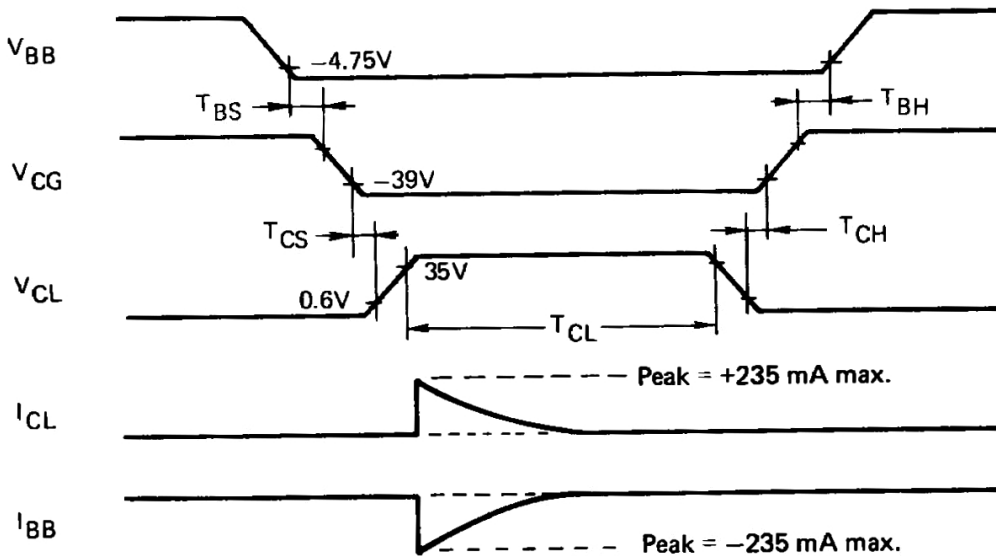 V_BB
−4.75V
T_BS
T_BH
V_CG
−39V
T_CS
T_CH
V_CL
35V
0.6V
T_CL
Peak = +235 mA max.
I_CL
I_BB
Peak = −235 mA max.